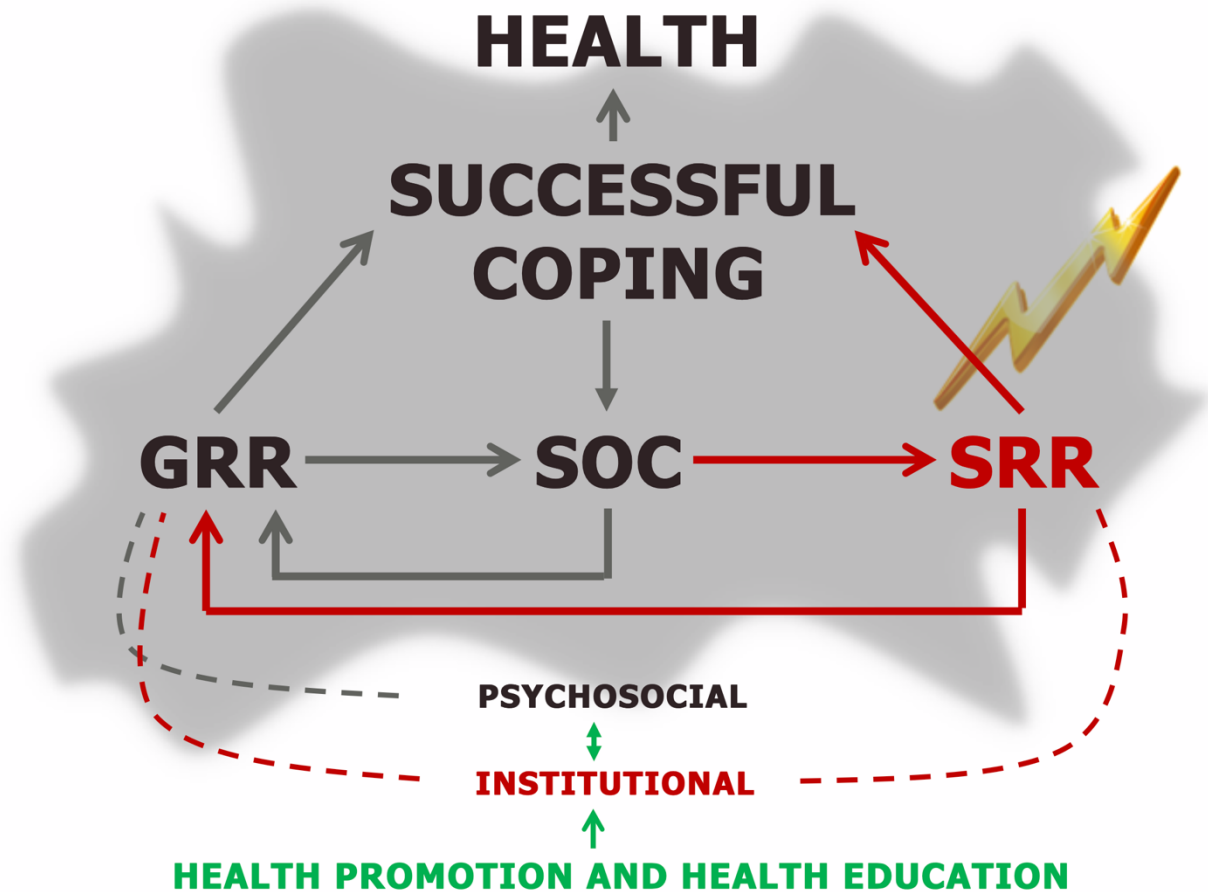 HEALTH
SUCCESSFUL
COPING
GRR
SOC
SRR
PSYCHOSOCIAL
INSTITUTIONAL
HEALTH PROMOTION AND HEALTH EDUCATION